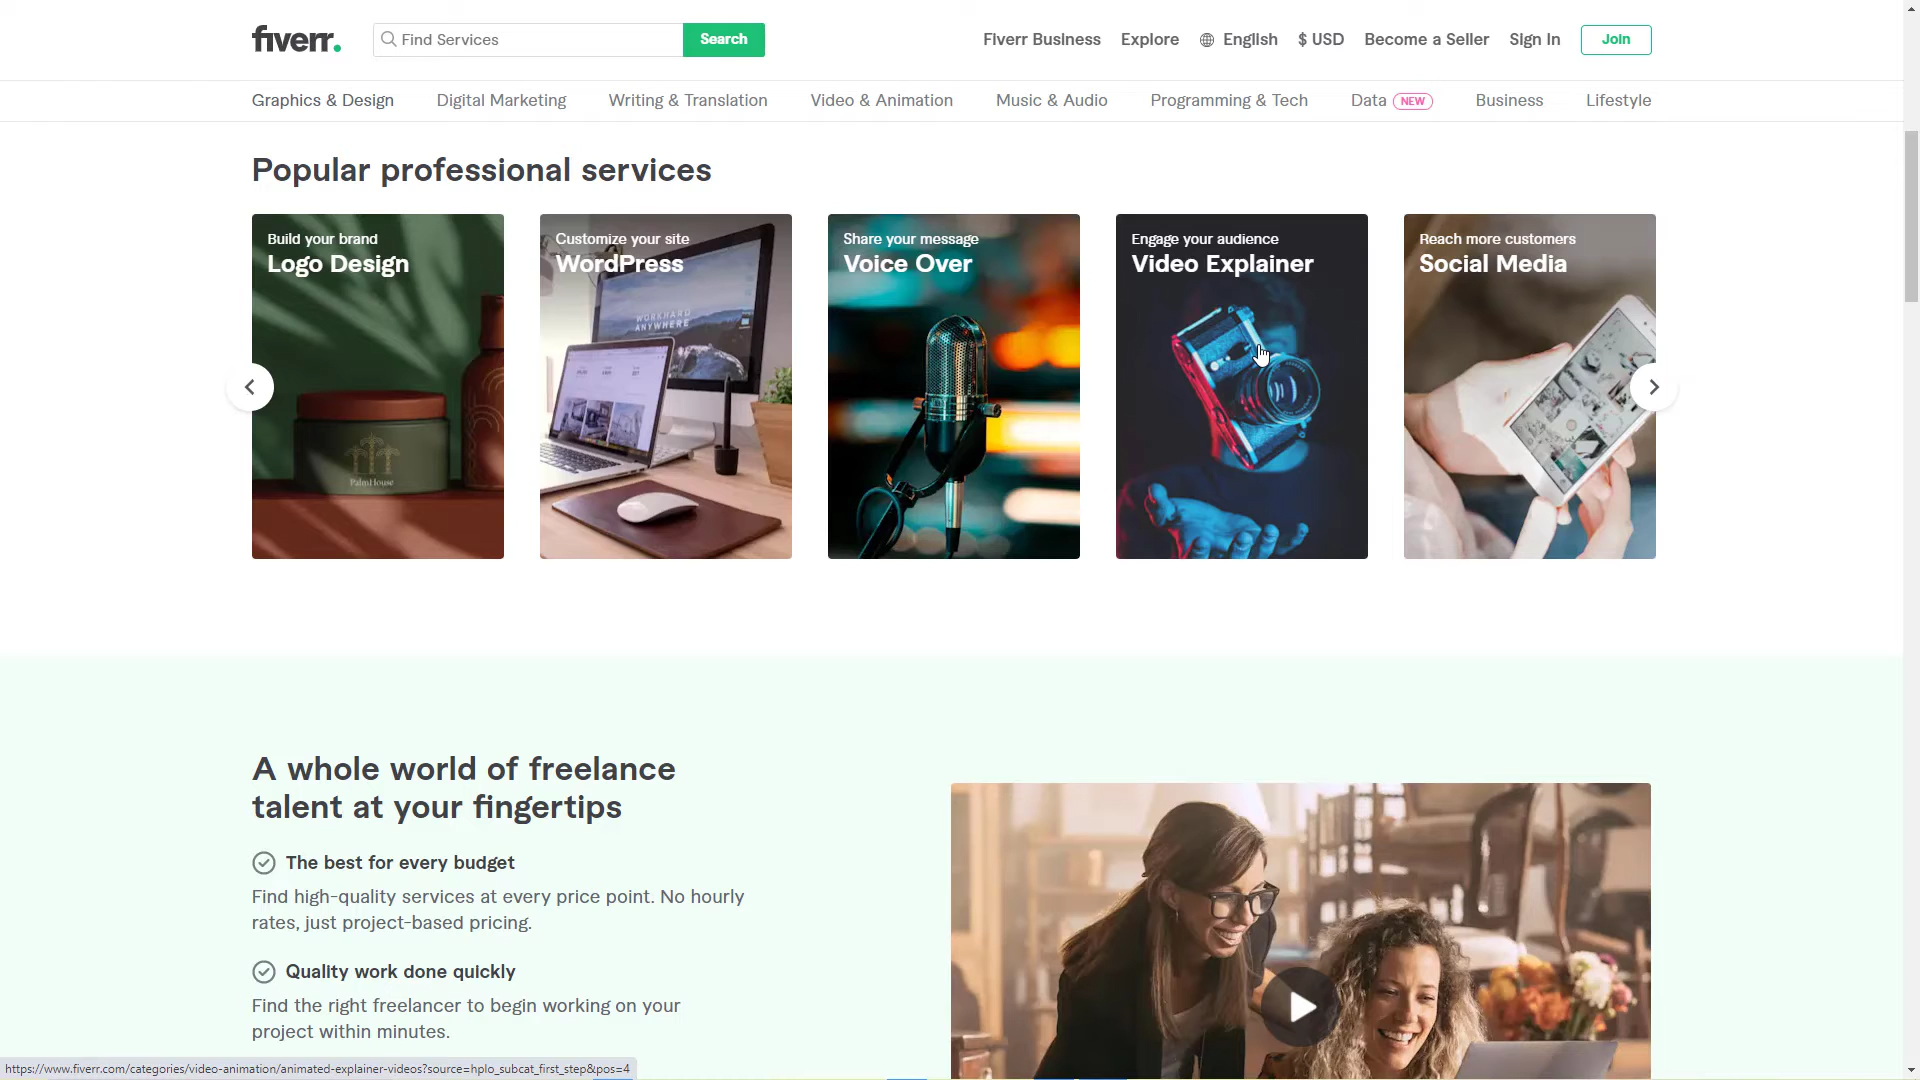 fiverr.
Find Services
Search
Fiverr Business
Explore
English
$ USD
Become a Seller
Sign In
Join
Graphics & Design
Digital Marketing
Writing & Translation
Video & Animation
Music & Audio
Programming & Tech
Data NEW
Business
Lifestyle
Popular professional services
Build your brand
Logo Design
PalmHouse
Customize your site
WordPress
WORKHARD
ANYWHERE
Share your message
Voice Over
Engage your audience
Video Explainer
Reach more customers
Social Media
A whole world of freelance
talent at your fingertips
The best for every budget
Find high-quality services at every price point. No hourly
rates, just project-based pricing.
Quality work done quickly
Find the right freelancer to begin working on your
project within minutes.
https://www.fiverr.com/categories/video-animation/animated-explainer-videos?source=hplo_subcat_first_step&pos=4